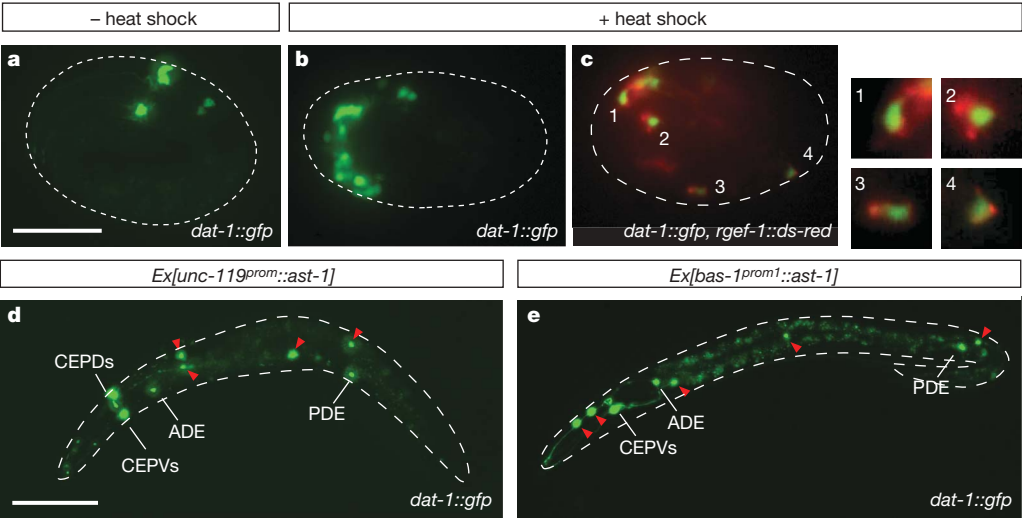 – heat shock
+ heat shock
a
b
c
1
2
3
4
1
2
3
4
dat-1::gfp
dat-1::gfp
dat-1::gfp, rgef-1::ds-red
Ex[unc-119prom::ast-1]
Ex[bas-1prom1::ast-1]
d
CEPDs
ADE
CEPVs
PDE
dat-1::gfp
e
PDE
ADE
CEPVs
dat-1::gfp